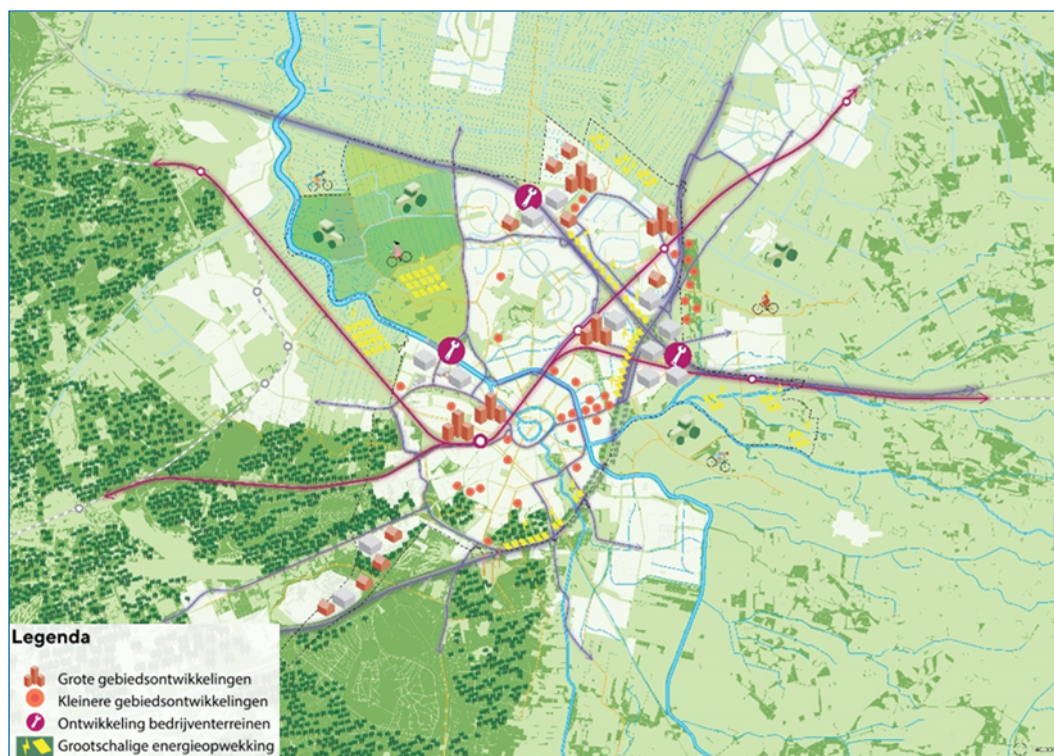 Legenda
Grote gebiedsontwikkelingen
Kleinere gebiedsontwikkelingen
Ontwikkeling bedrijventerreinen
Grootschalige energieopwekking